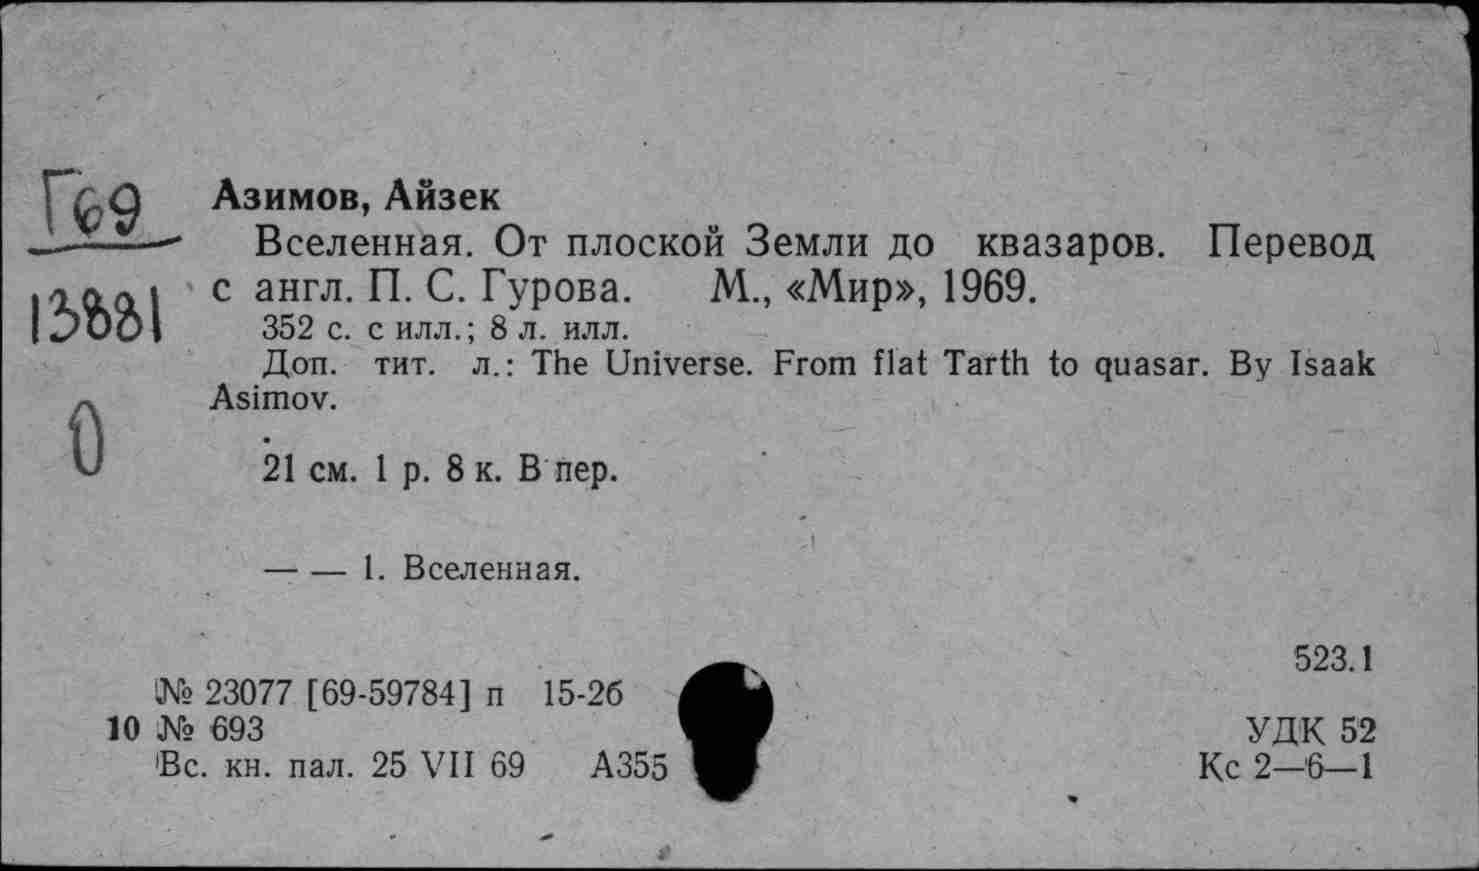 Г69
Азимов, Айзек
Вселенная. От плоской Земли до квазаров. Перевод
с англ. П. С. Гурова. М., «Мир», 1969.
13881
352 с. с илл.; 8 л. илл.
Доп. тит. л.: The Universe. From flat Tarth to quasar. By Isaak
Asimov.
0
21 см. 1 р. 8 к. В пер.
— — 1. Вселенная.
523.1
№ 23077 [69-59784] п 15-2б
10 № 693
УДК 52
Вс. кн. пал. 25 VII 69 А355
Кс 2—6—1